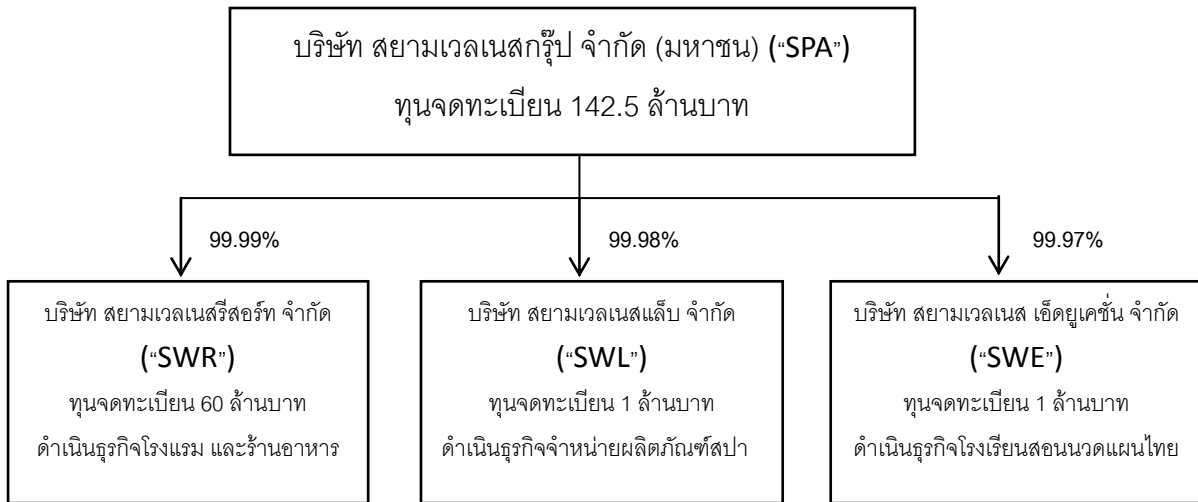 บริษัท สยามเวลเนสกรุ๊ป จำกัด (มหาชน) (“SPA”)
ทุนจดทะเบียน 142.5 ล้านบาท
99.99%
99.98%
99.97%
บริษัท สยามเวลเนสรีสอร์ท จำกัด
(“SWR”)
ทุนจดทะเบียน 60 ล้านบาท
ดำเนินธุรกิจโรงแรม และร้านอาหาร
บริษัท สยามเวลเนสแล็บ จำกัด
(“SWL”)
ทุนจดทะเบียน 1 ล้านบาท
ดำเนินธุรกิจจำหน่ายผลิตภัณฑ์สปา
บริษัท สยามเวลเนส เอ็ดยูเคชั่น จำกัด
(“SWE”)
ทุนจดทะเบียน 1 ล้านบาท
ดำเนินธุรกิจโรงเรียนสอนนวดแผนไทย